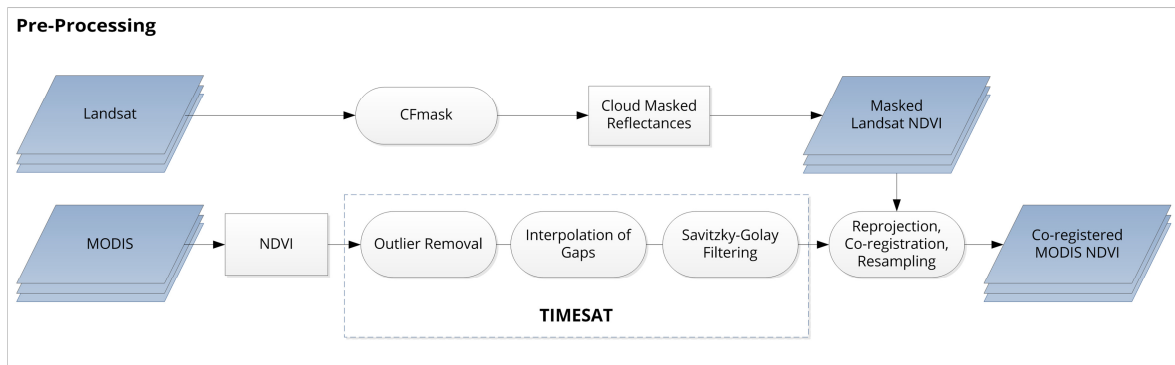 Pre-Processing
Landsat
CFmask
Cloud Masked
Reflectances
Masked
Landsat NDVI
MODIS
NDVI
Outlier Removal
Interpolation of
Gaps
Savitzky-Golay
Filtering
Reprojection,
Co-registration,
Resampling
Co-registered
MODIS NDVI
TIMESAT